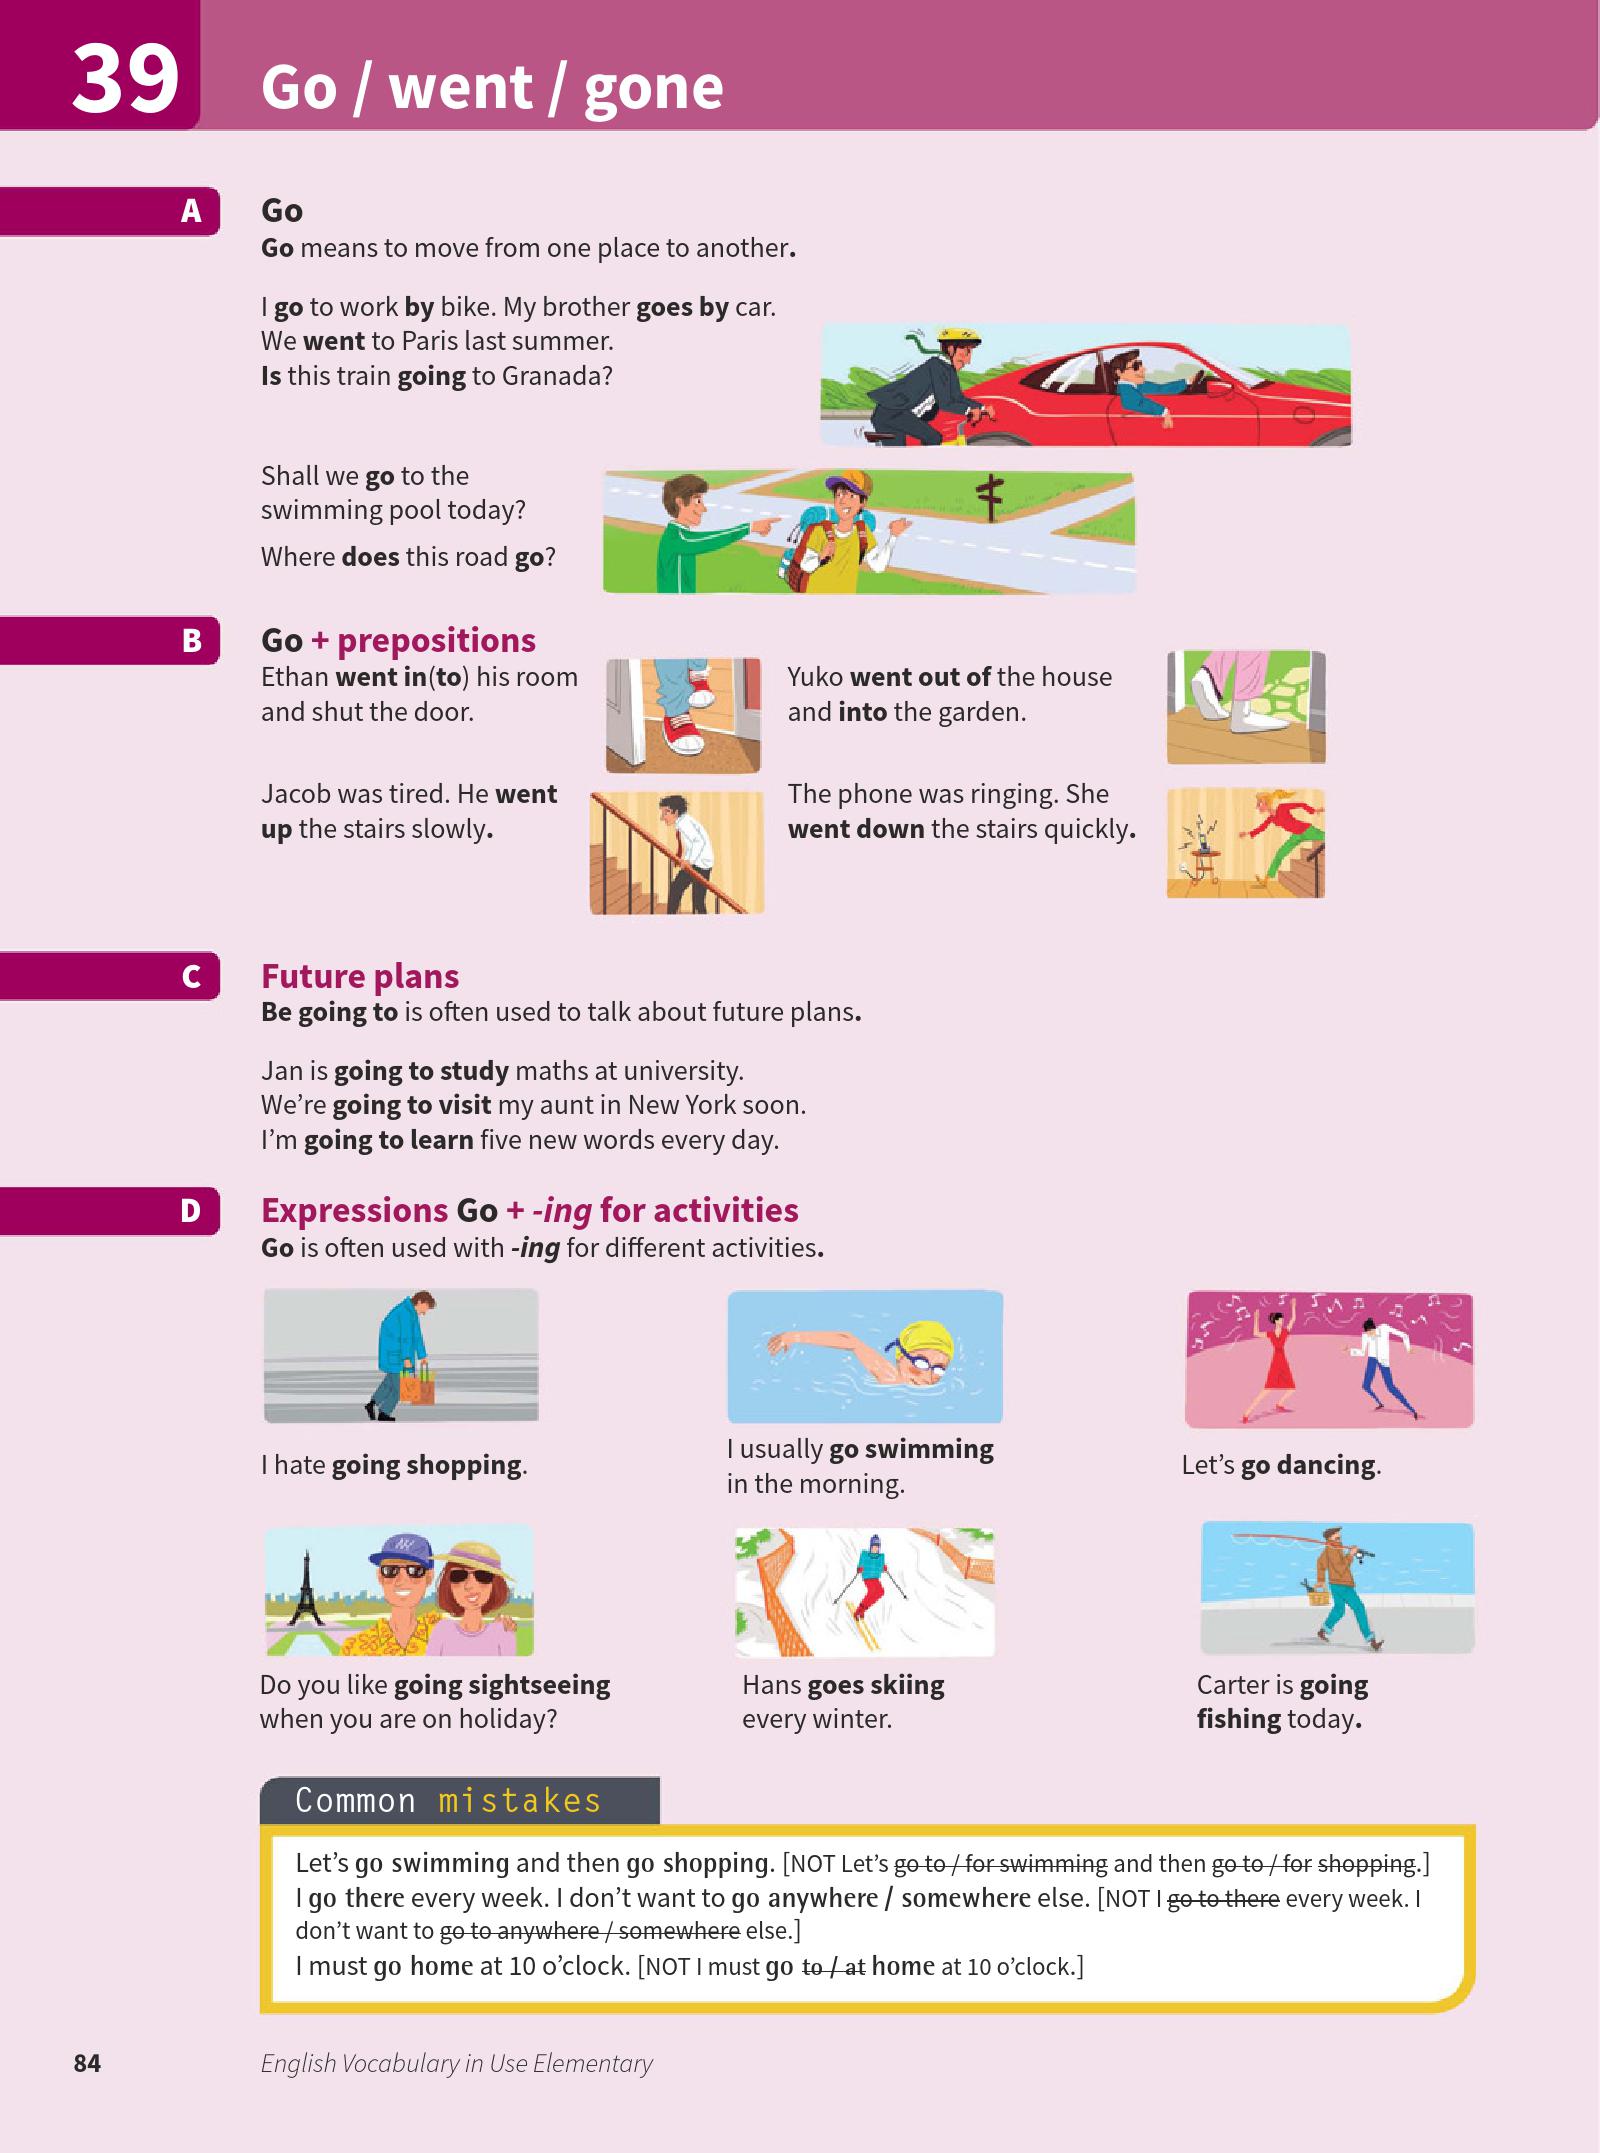 39
Go / went / gone
A
Go
Go means to move from one place to another.
I go to work by bike. My brother goes by car.
We went to Paris last summer.
Is this train going to Granada?
Shall we go to the
swimming pool today?
Where does this road go?
B
Go + prepositions
Ethan went in(to) his room
and shut the door.
Yuko went out of the house
and into the garden.
Jacob was tired. He went
up the stairs slowly.
The phone was ringing. She
went down the stairs quickly.
C
Future plans
Be going to is often used to talk about future plans.
Jan is going to study maths at university.
We’re going to visit my aunt in New York soon.
I’m going to learn five new words every day.
D
Expressions Go + -ing for activities
Go is often used with -ing for different activities.
I hate going shopping.
I usually go swimming
in the morning.
Let’s go dancing.
Do you like going sightseeing
when you are on holiday?
Hans goes skiing
every winter.
Carter is going
fishing today.
Common mistakes
Let’s go swimming and then go shopping. [NOT Let’s go to / for swimming and then go to / for shopping.]
I go there every week. I don’t want to go anywhere / somewhere else. [NOT I go to there every week. I
don’t want to go to anywhere / somewhere else.]
I must go home at 10 o’clock. [NOT I must go to / at home at 10 o’clock.]
84
English Vocabulary in Use Elementary